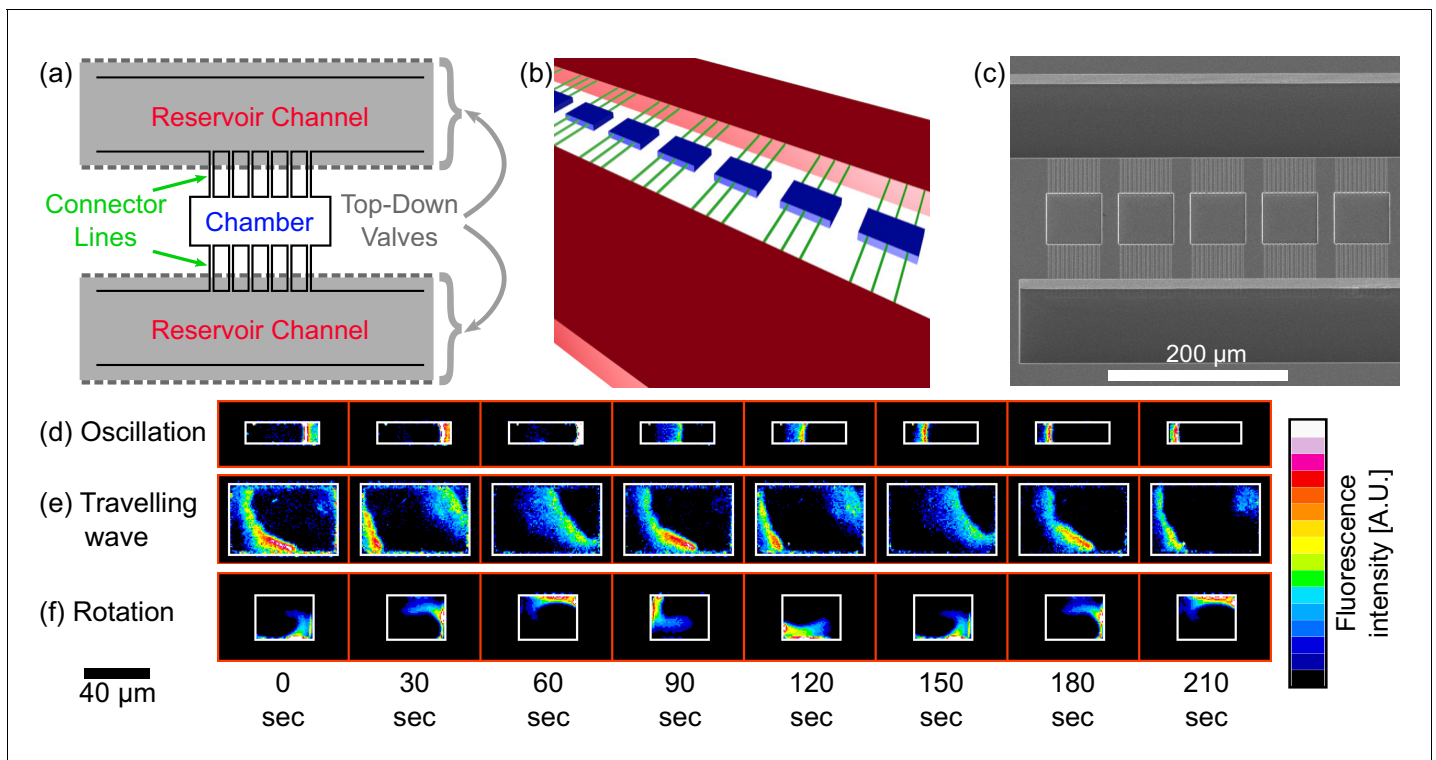 (a)
Reservoir Channel
Connector
Lines
Chamber
Top-Down
Valves
Reservoir Channel
(b)
(c)
200 µm
(d) Oscillation
(e) Travelling
wave
(f) Rotation
40 µm
0 30 60 90 120 150 180 210
sec sec sec sec sec sec sec sec
Fluorescence
intensity [A.U.]